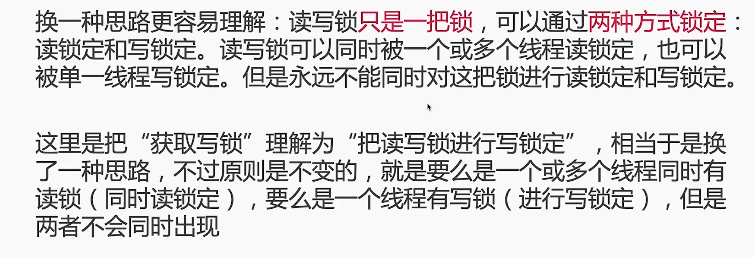 换一种思路更容易理解：读写锁只是一把锁，可以通过两种方式锁定：
读锁定和写锁定。读写锁可以同时被一个或多个线程读锁定，也可以
被单一线程写锁定。但是永远不能同时对这把锁进行读锁定和写锁定。
这里是把“获取写锁”理解为“把读写锁进行写锁定”，相当于是换
了一种思路，不过原则是不变的，就是要么是一个或多个线程同时有
读锁（同时读锁定），要么是一个线程有写锁（进行写锁定），但是
两者不会同时出现